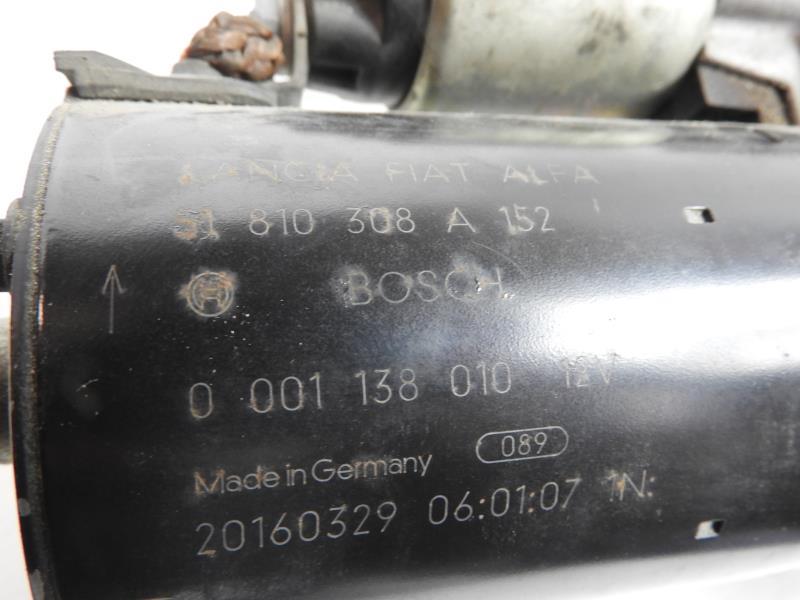 LANCIA FIAT ALFA
51 810 308 A 152
BOSCH
0 001 138 010 12V
089
Made in Germany
20160329 06:01:07 1N: